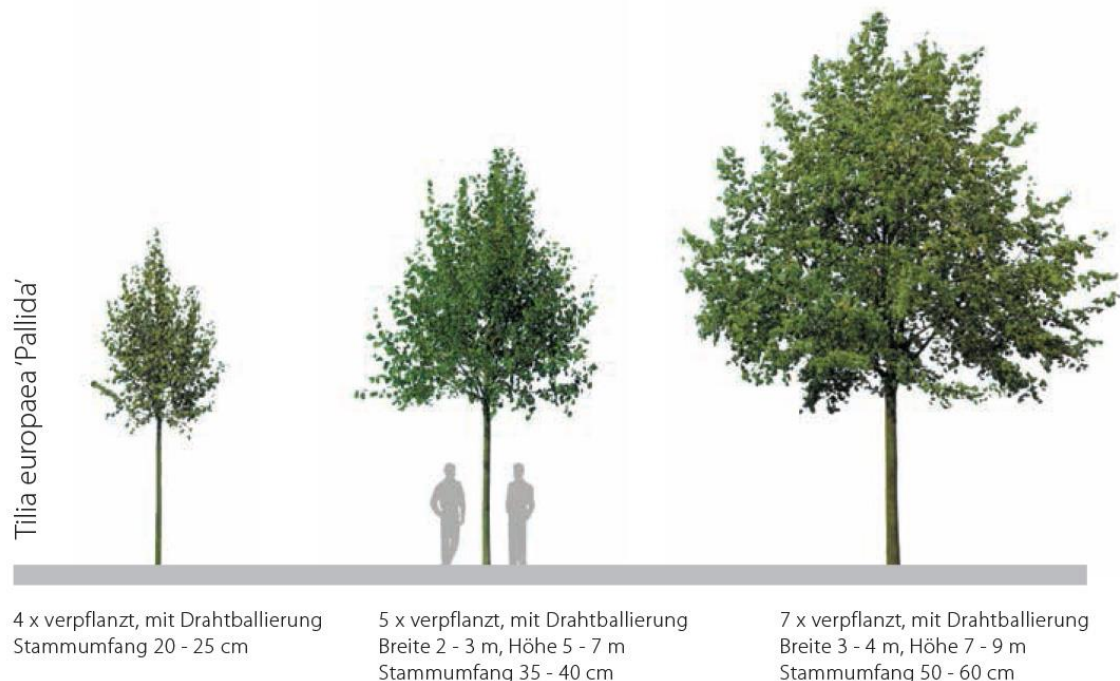 Tilia europaea 'Pallida'
4 x verpflanzt, mit Drahtballierung
Stammumfang 20 - 25 cm
5 x verpflanzt, mit Drahtballierung
Breite 2 - 3 m, Höhe 5 - 7 m
Stammumfang 35 - 40 cm
7 x verpflanzt, mit Drahtballierung
Breite 3 - 4 m, Höhe 7 - 9 m
Stammumfang 50 - 60 cm